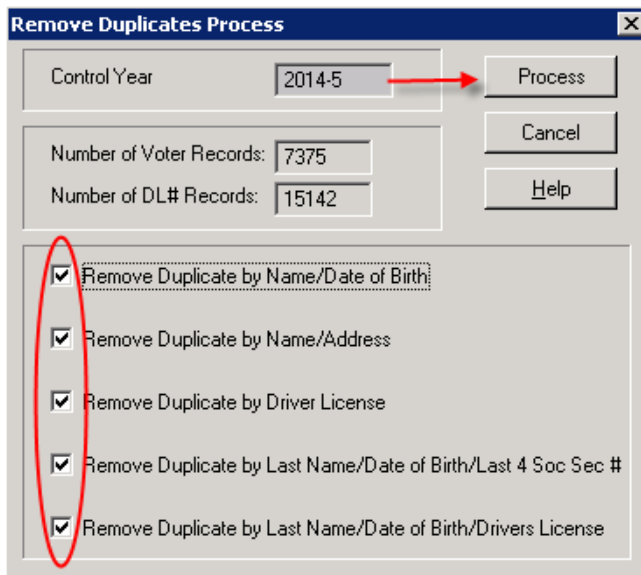 Remove Duplicates Process
Control Year 2014-5 Process
Cancel
Number of Voter Records: 7375
Number of DL# Records: 15142
Help
Remove Duplicate by Name/Date of Birth
Remove Duplicate by Name/Address
Remove Duplicate by Driver License
Remove Duplicate by Last Name/Date of Birth/Last 4 Soc Sec #
Remove Duplicate by Last Name/Date of Birth/Drivers License